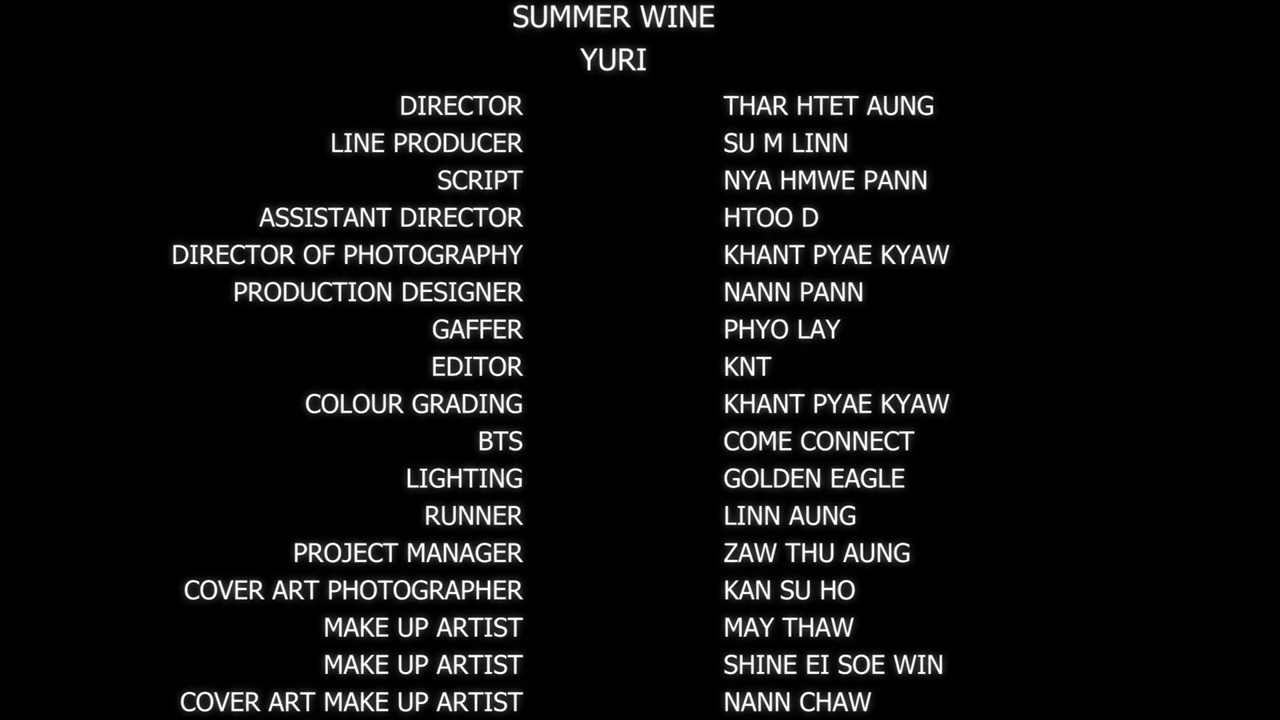 SUMMER WINE
YURI
DIRECTOR THAR HTET AUNG
LINE PRODUCER SU M LINN
SCRIPT NYA HMWE PANN
ASSISTANT DIRECTOR HTOO D
DIRECTOR OF PHOTOGRAPHY KHANT PYAE KYAW
PRODUCTION DESIGNER NANN PANN
GAFFER PHYO LAY
EDITOR KNT
COLOUR GRADING KHANT PYAE KYAW
BTS COME CONNECT
LIGHTING GOLDEN EAGLE
RUNNER LINN AUNG
PROJECT MANAGER ZAW THU AUNG
COVER ART PHOTOGRAPHER KAN SU HO
MAKE UP ARTIST MAY THAW
MAKE UP ARTIST SHINE EI SOE WIN
COVER ART MAKE UP ARTIST NANN CHAW